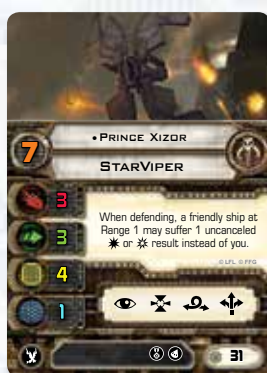 •Prince Xizor
7
StarViper
3
When defending, a friendly ship at
Range 1 may suffer 1 uncanceled
or result instead of you.
3
©LFL ©FFG
4
1
31